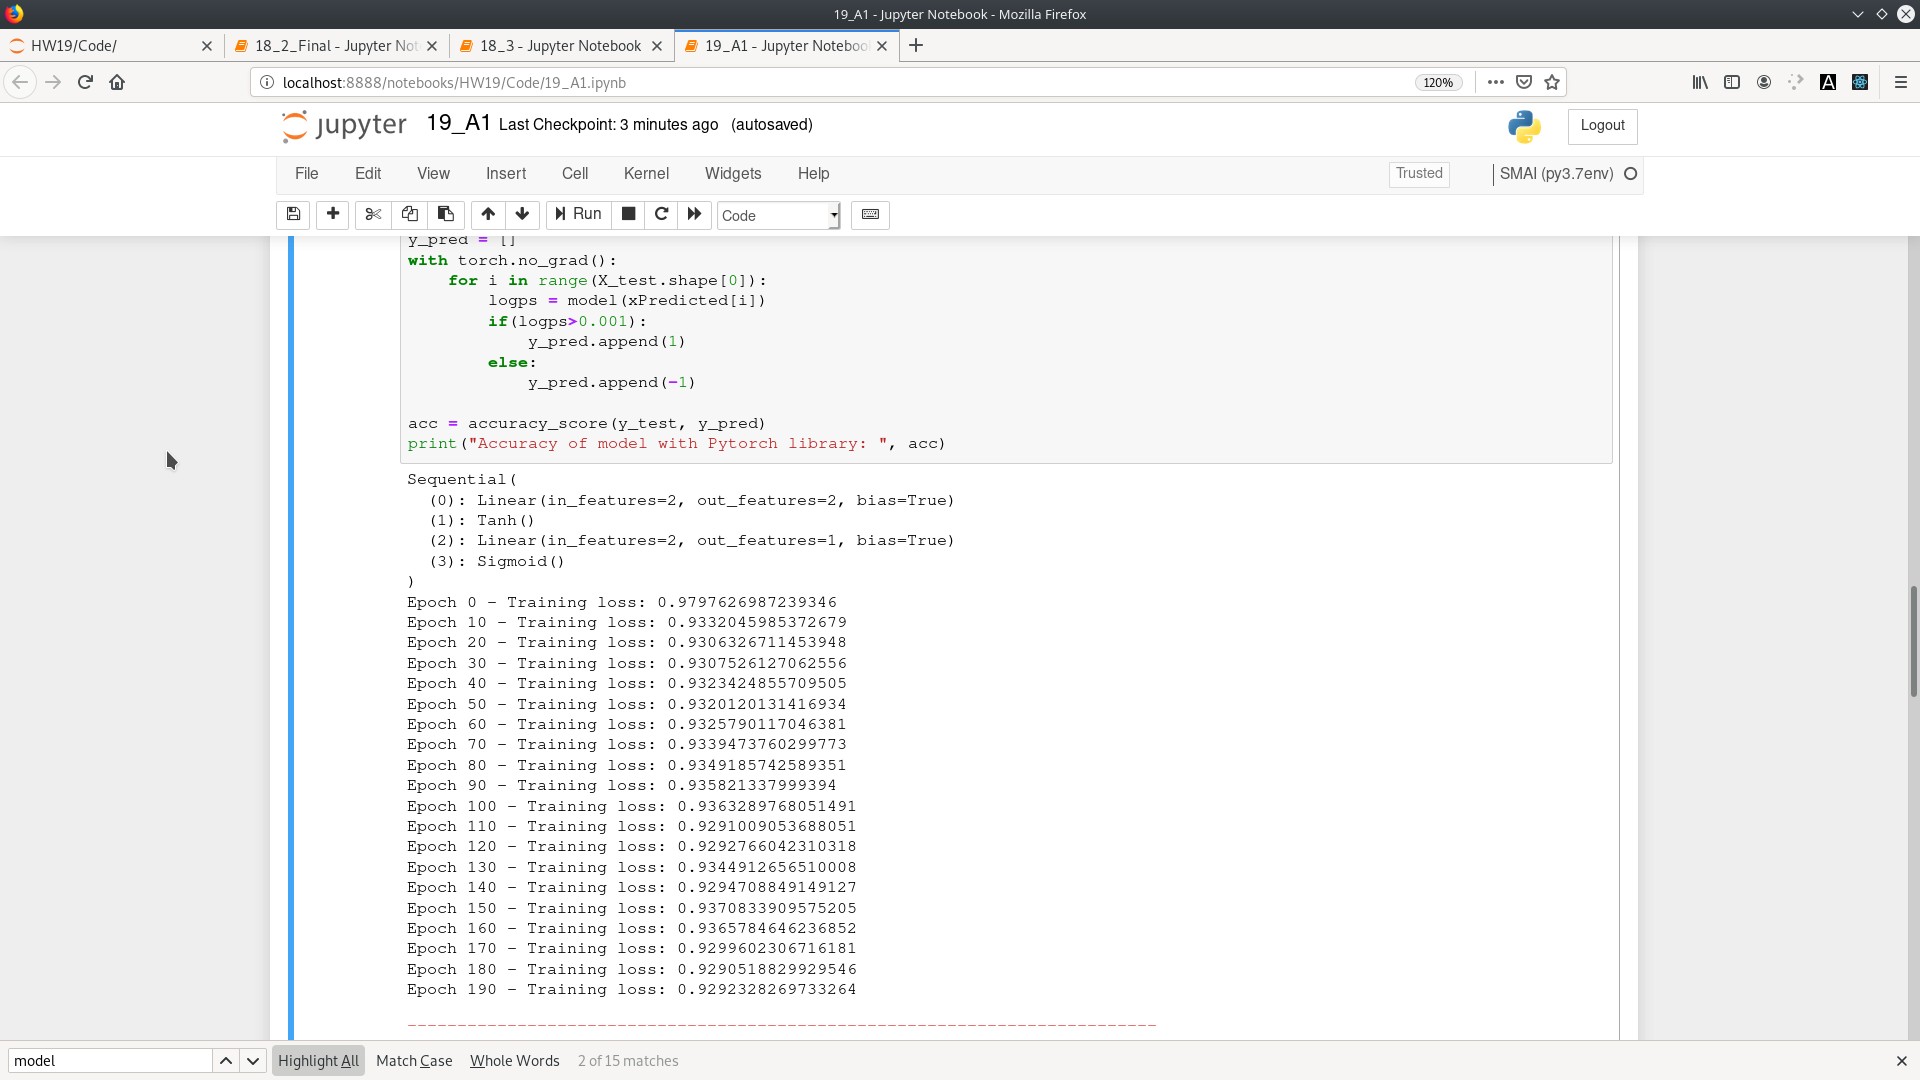 19_A1 - Jupyter Notebook - Mozilla Firefox
HW19/Code/
18_2_Final - Jupyter Not
18_3 - Jupyter Notebook
19_A1 - Jupyter Noteboo
localhost:8888/notebooks/HW19/Code/19_A1.ipynb
120%
A
jupyter 19_A1 Last Checkpoint: 3 minutes ago (autosaved)
Logout
File Edit View Insert Cell Kernel Widgets Help
Trusted
SMAI (py3.7env)
Run
Code
y_pred = []
with torch.no_grad():
    for i in range(X_test.shape[0]):
        logps = model(xPredicted[i])
        if(logps>0.001):
            y_pred.append(1)
        else:
            y_pred.append(-1)
acc = accuracy_score(y_test, y_pred)
print("Accuracy of model with Pytorch library: ", acc)
Sequential(
  (0): Linear(in_features=2, out_features=2, bias=True)
  (1): Tanh()
  (2): Linear(in_features=2, out_features=1, bias=True)
  (3): Sigmoid()
)
Epoch 0 - Training loss: 0.9797626987239346
Epoch 10 - Training loss: 0.9332045985372679
Epoch 20 - Training loss: 0.9306326711453948
Epoch 30 - Training loss: 0.9307526127062556
Epoch 40 - Training loss: 0.9323424855709505
Epoch 50 - Training loss: 0.9320120131416934
Epoch 60 - Training loss: 0.9325790117046381
Epoch 70 - Training loss: 0.9339473760299773
Epoch 80 - Training loss: 0.9349185742589351
Epoch 90 - Training loss: 0.935821337999394
Epoch 100 - Training loss: 0.9363289768051491
Epoch 110 - Training loss: 0.9291009053688051
Epoch 120 - Training loss: 0.9292766042310318
Epoch 130 - Training loss: 0.9344912656510008
Epoch 140 - Training loss: 0.9294708849149127
Epoch 150 - Training loss: 0.9370833909575205
Epoch 160 - Training loss: 0.9365784646236852
Epoch 170 - Training loss: 0.9299602306716181
Epoch 180 - Training loss: 0.9290518829929546
Epoch 190 - Training loss: 0.9292328269733264
---------------------------------------------------------------------------
model
Highlight All Match Case Whole Words 2 of 15 matches